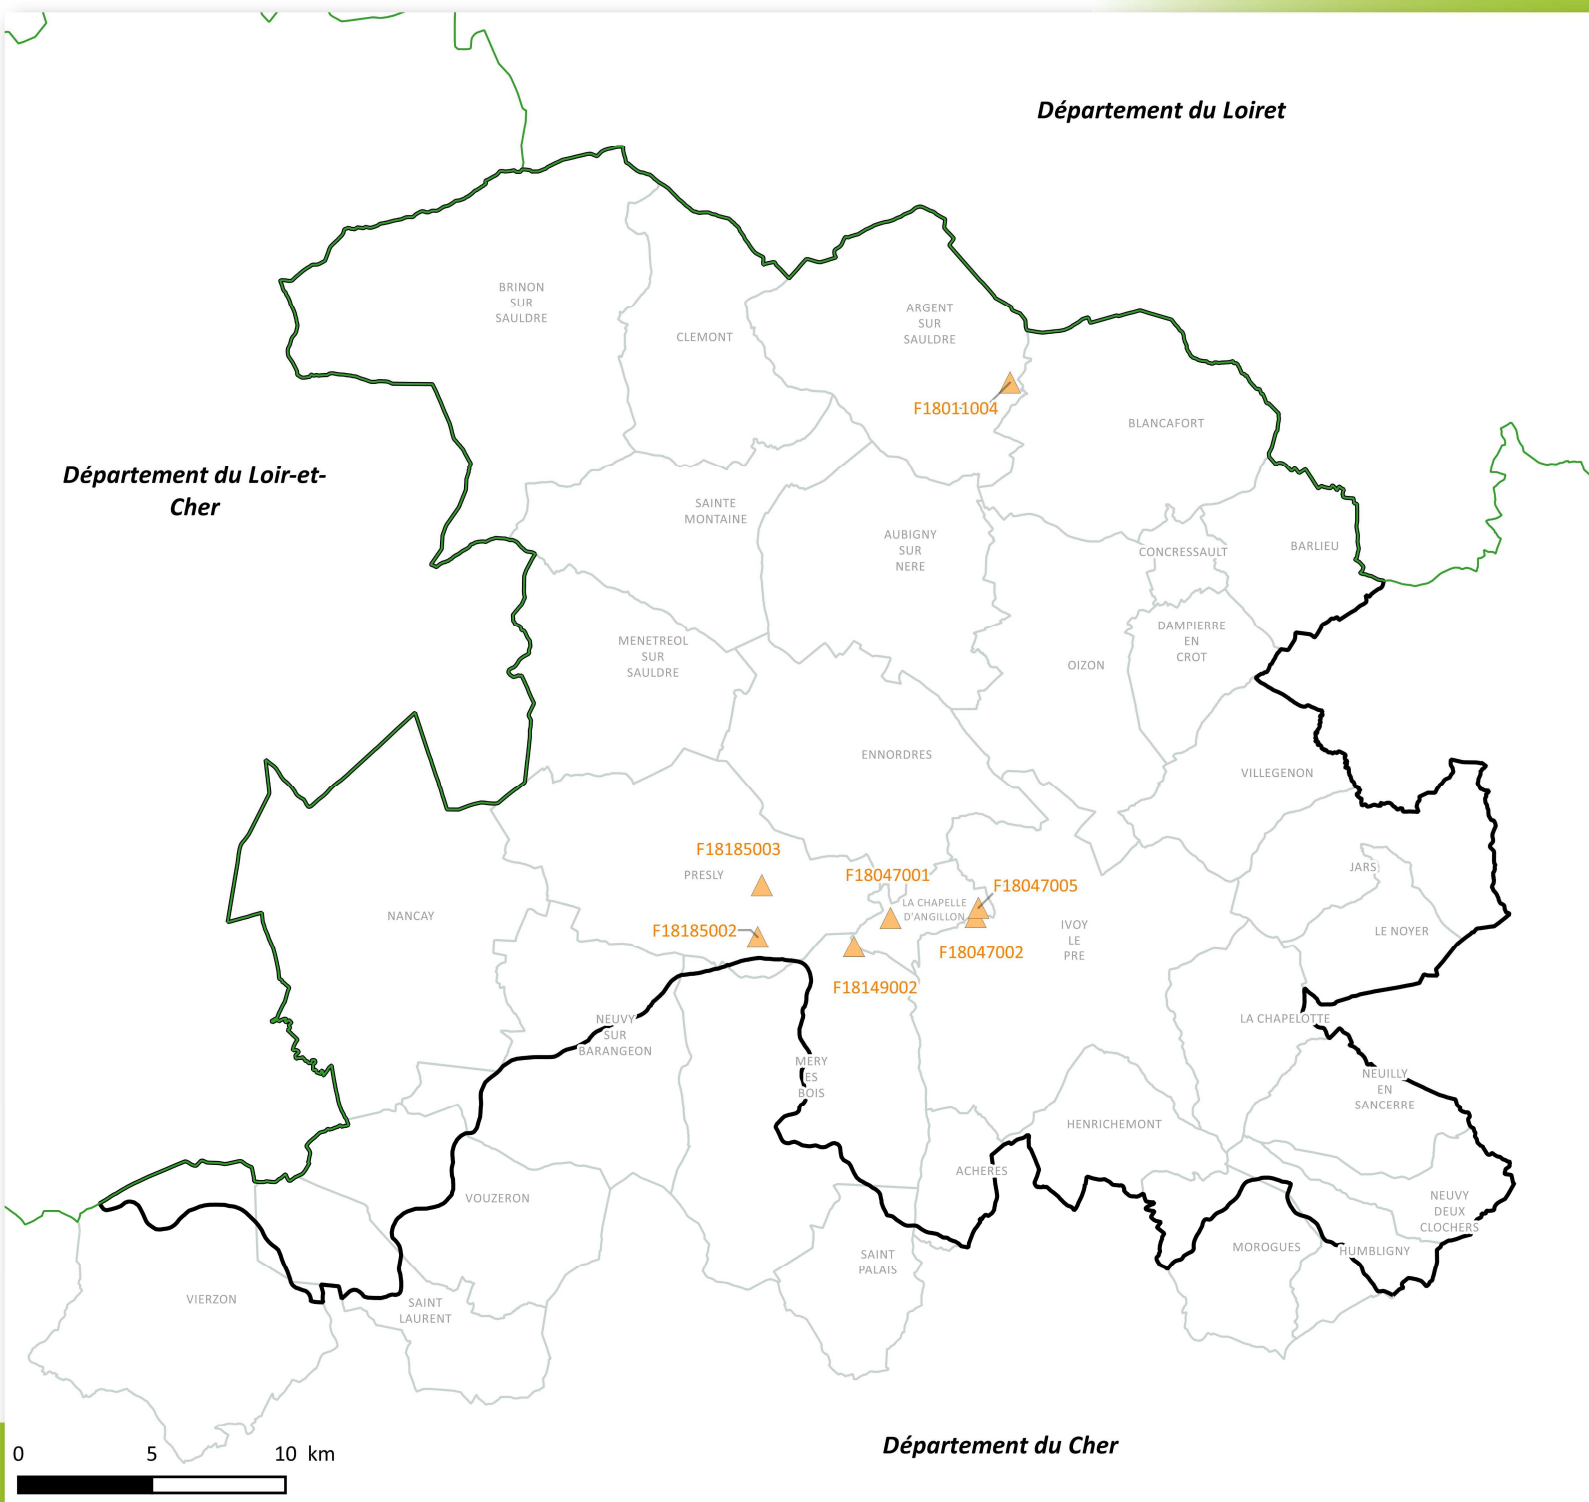 Département du Loiret
BRINON
SUR
SAULDRE
CLEMONT
ARGENT
SUR
SAULDRE
F18011004
BLANCAFORT
Département du Loir-et-
Cher
SAINTE
MONTAINE
AUBIGNY
SUR
NERE
CONCRESSAULT
BARLIEU
MENETREOL
SUR
SAULDRE
DAMPIERRE
EN
CROT
OIZON
ENNORDRES
VILLEGENON
F18185003
PRESLY
F18047001
F18047005
JARS
LA CHAPELLE
D'ANGILLON
NANCAY
F18185002
F18047002
IVOY
LE
PRE
LE NOYER
F18149002
NEUVY
SUR
BARANGEON
LA CHAPELOTTE
MERY
ES
BOIS
NEUILLY
EN
SANCERRE
HENRICHEMONT
ACHERES
VOUZERON
NEUVY
DEUX
CLOCHERS
SAINT
PALAIS
MOROGUES
HUMBLIGNY
VIERZON
SAINT
LAURENT
Département du Cher
0 5 10 km